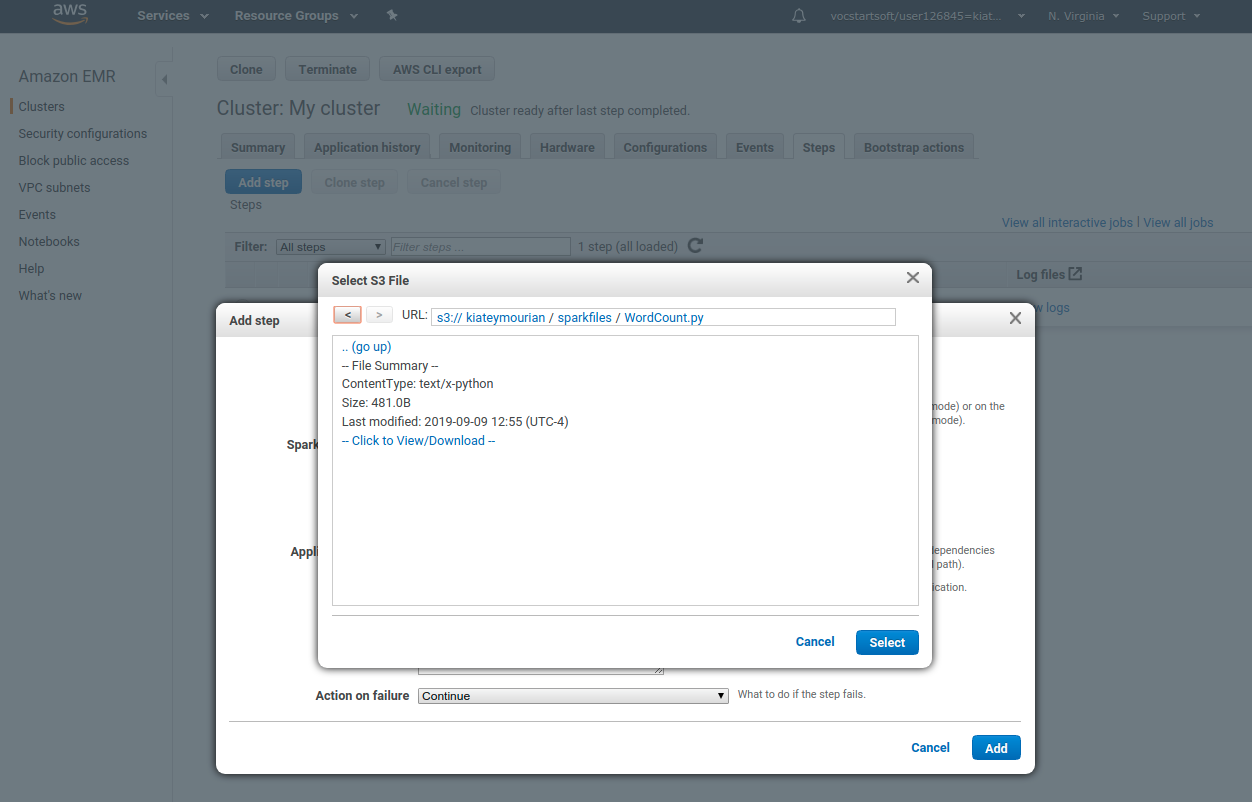 aws
Services
Resource Groups
vocstartsoft/user126845=kiat...
N. Virginia
Support
Amazon EMR
Clusters
Security configurations
Block public access
VPC subnets
Events
Notebooks
Help
What's new
Clone
Terminate
AWS CLI export
Cluster: My cluster
Waiting
Cluster ready after last step completed.
Summary
Application history
Monitoring
Hardware
Configurations
Events
Steps
Bootstrap actions
Add step
Clone step
Cancel step
Steps
View all interactive jobs | View all jobs
Filter:
All steps
Filter steps ...
1 step (all loaded)
Log files
logs
Select S3 File
< > URL: s3:// kiateymourian / sparkfiles / WordCount.py
.. (go up)
-- File Summary --
ContentType: text/x-python
Size: 481.0B
Last modified: 2019-09-09 12:55 (UTC-4)
-- Click to View/Download --
Cancel
Select
Add step
mode) or on the
mode).
Spark
Appli
dependencies
path).
ication.
Action on failure
Continue
What to do if the step fails.
Cancel
Add